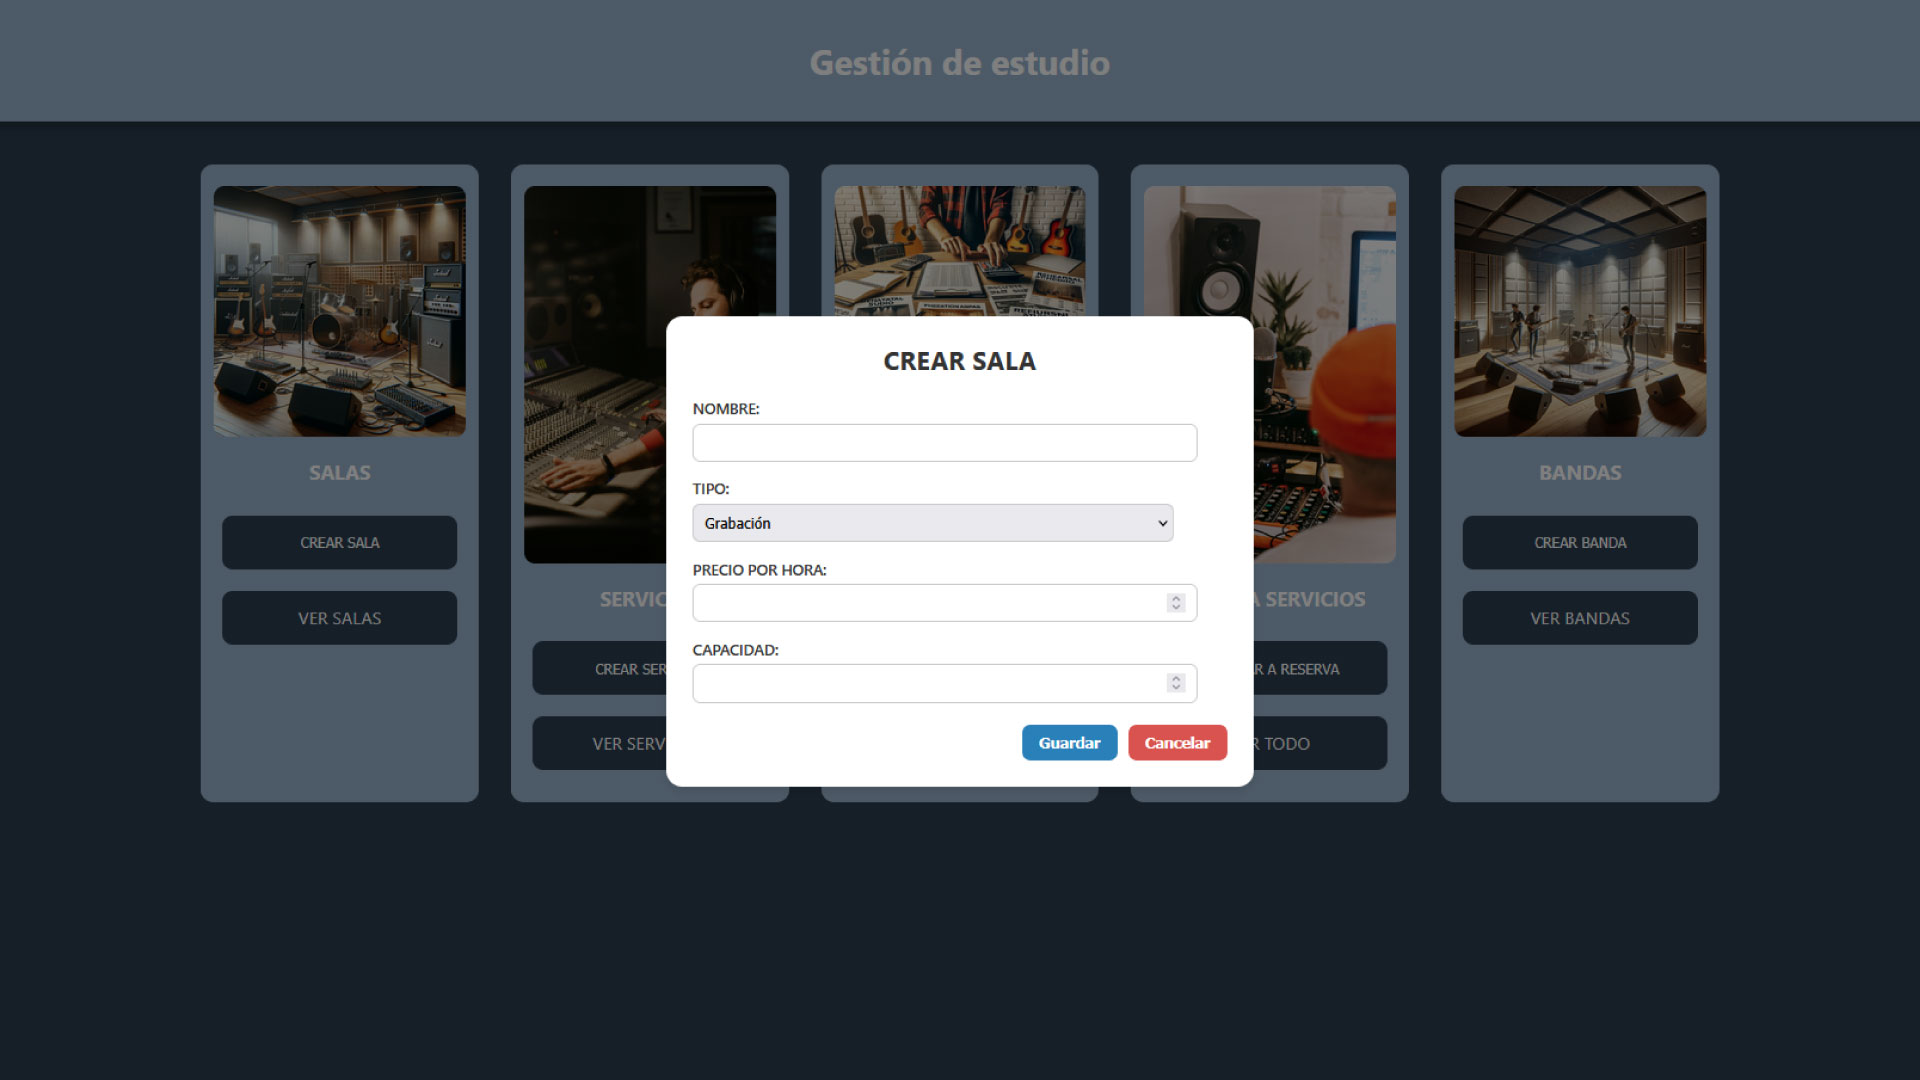 Gestión de estudio
CREAR SALA
NOMBRE:
TIPO:
Grabación
PRECIO POR HORA:
CAPACIDAD:
Guardar Cancelar
SALAS
CREAR SALA
VER SALAS
SERVIC
CREAR SER
VER SERV
A SERVICIOS
R A RESERVA
R TODO
BANDAS
CREAR BANDA
VER BANDAS